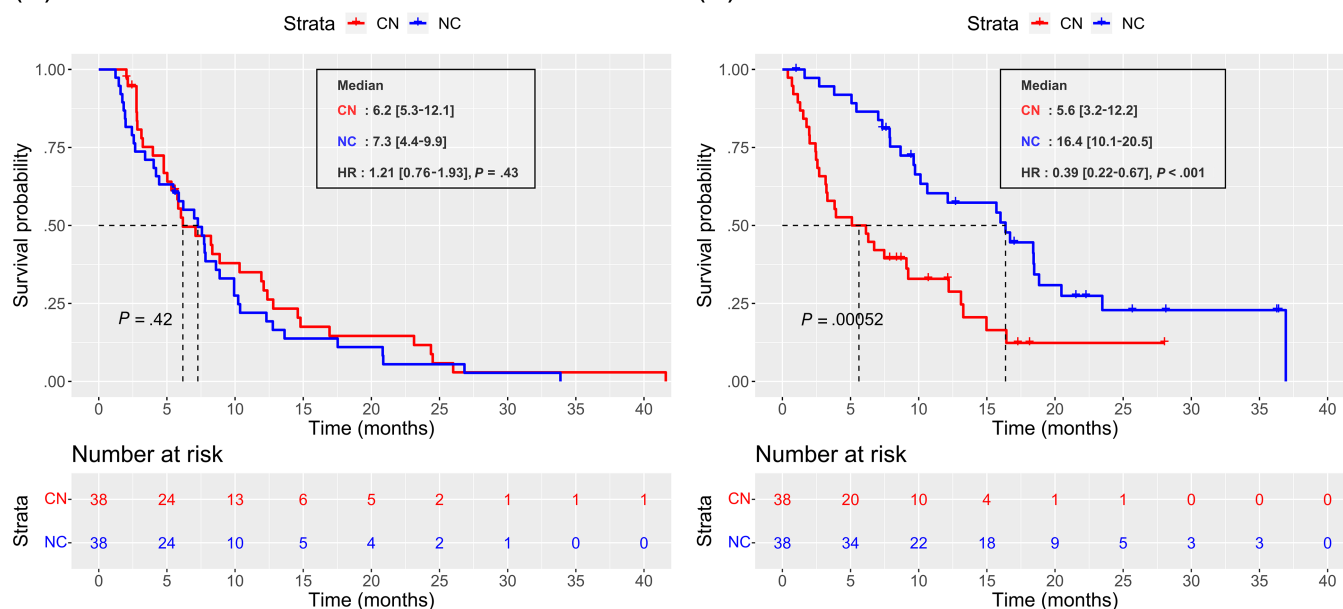 Strata CN NC
Survival probability
1.00
.75
.50
.25
.00
Median
CN : 6.2 [5.3-12.1]
NC : 7.3 [4.4-9.9]
HR : 1.21 [0.76-1.93], P = .43
P = .42
0 5 10 15 20 25 30 35 40
Time (months)
Number at risk
Strata
CN 38 24 13 6 5 2 1 1 1
NC 38 24 10 5 4 2 1 0 0
0 5 10 15 20 25 30 35 40
Time (months)
Strata CN NC
Survival probability
1.00
.75
.50
.25
.00
Median
CN : 5.6 [3.2-12.2]
NC : 16.4 [10.1-20.5]
HR : 0.39 [0.22-0.67], P < .001
P = .00052
0 5 10 15 20 25 30 35 40
Time (months)
Number at risk
Strata
CN 38 20 10 4 1 1 0 0 0
NC 38 34 22 18 9 5 3 3 0
0 5 10 15 20 25 30 35 40
Time (months)